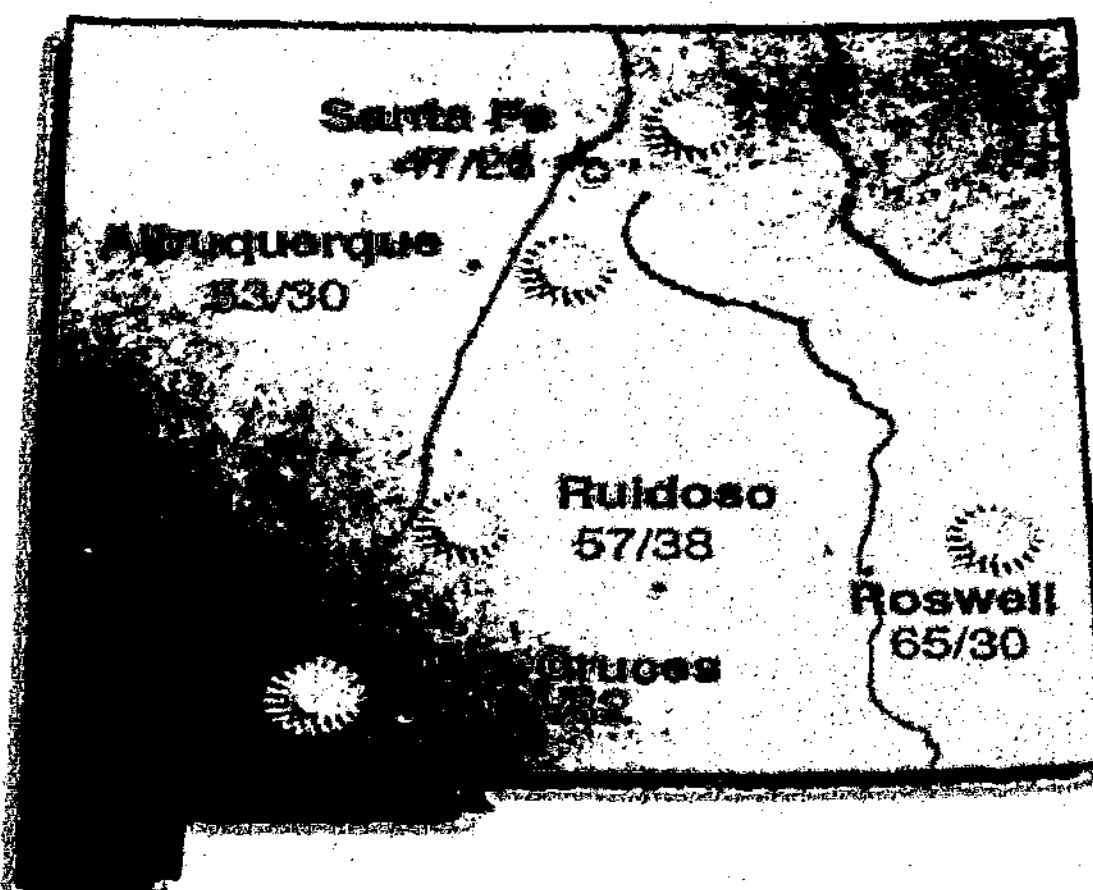 Santa Fe
47/26
Albuquerque
53/30
Ruidoso
57/38
Roswell
65/30
Cruces